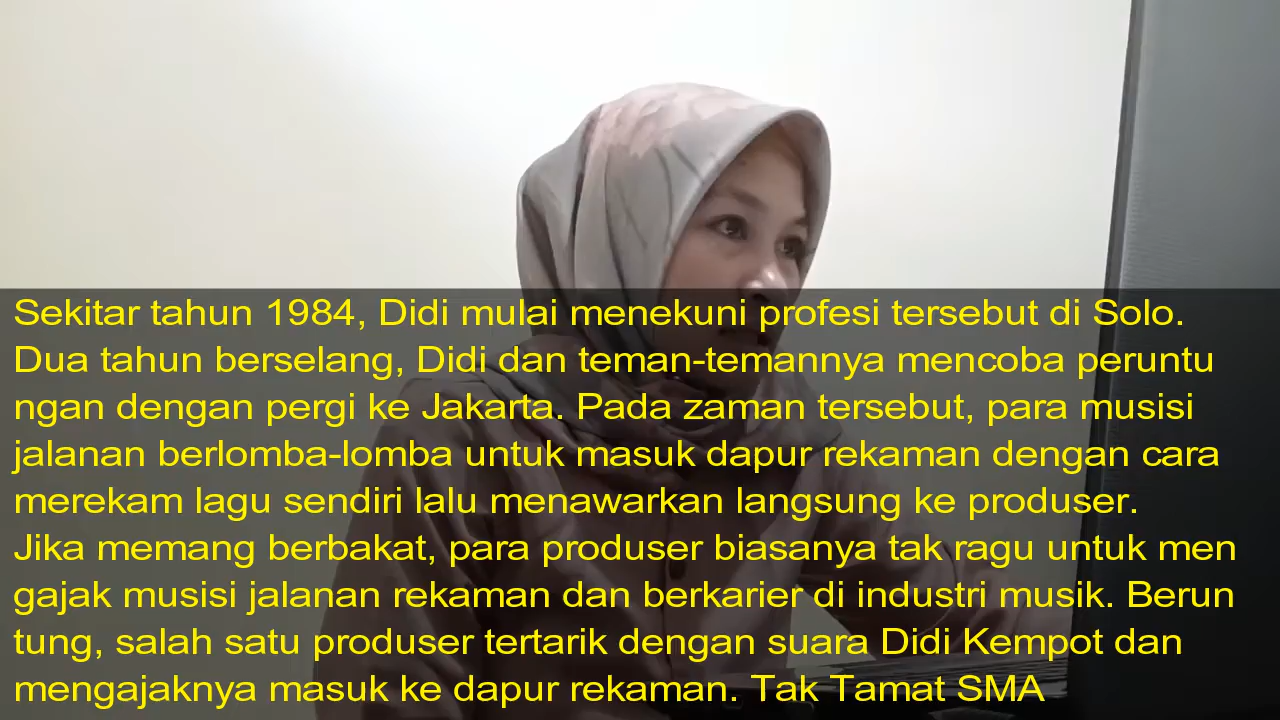 Sekitar tahun 1984, Didi mulai menekuni profesi tersebut di Solo.
Dua tahun berselang, Didi dan teman-temannya mencoba peruntu
ngan dengan pergi ke Jakarta. Pada zaman tersebut, para musisi
jalanan berlomba-lomba untuk masuk dapur rekaman dengan cara
merekam lagu sendiri lalu menawarkan langsung ke produser.
Jika memang berbakat, para produser biasanya tak ragu untuk men
gajak musisi jalanan rekaman dan berkarier di industri musik. Berun
tung, salah satu produser tertarik dengan suara Didi Kempot dan
mengajaknya masuk ke dapur rekaman. Tak Tamat SMA